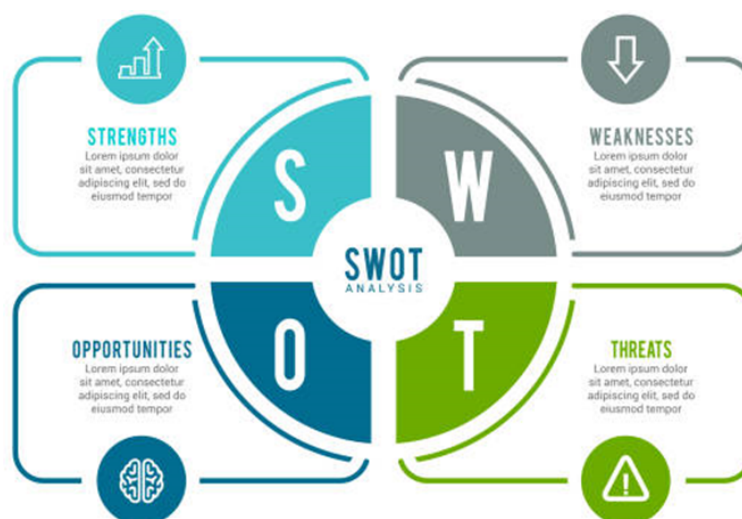 STRENGTHS
Lorem ipsum dolor
sit amet, consectetur
adipiscing elit, sed do
eiusmod tempor
S
W
WEAKNESSES
Lorem ipsum dolor
sit amet, consectetur
adipiscing elit, sed do
eiusmod tempor
SWOT
ANALYSIS
OPPORTUNITIES
Lorem ipsum dolor
sit amet, consectetur
adipiscing elit, sed do
eiusmod tempor
O
T
THREATS
Lorem ipsum dolor
sit amet, consectetur
adipiscing elit, sed do
eiusmod tempor